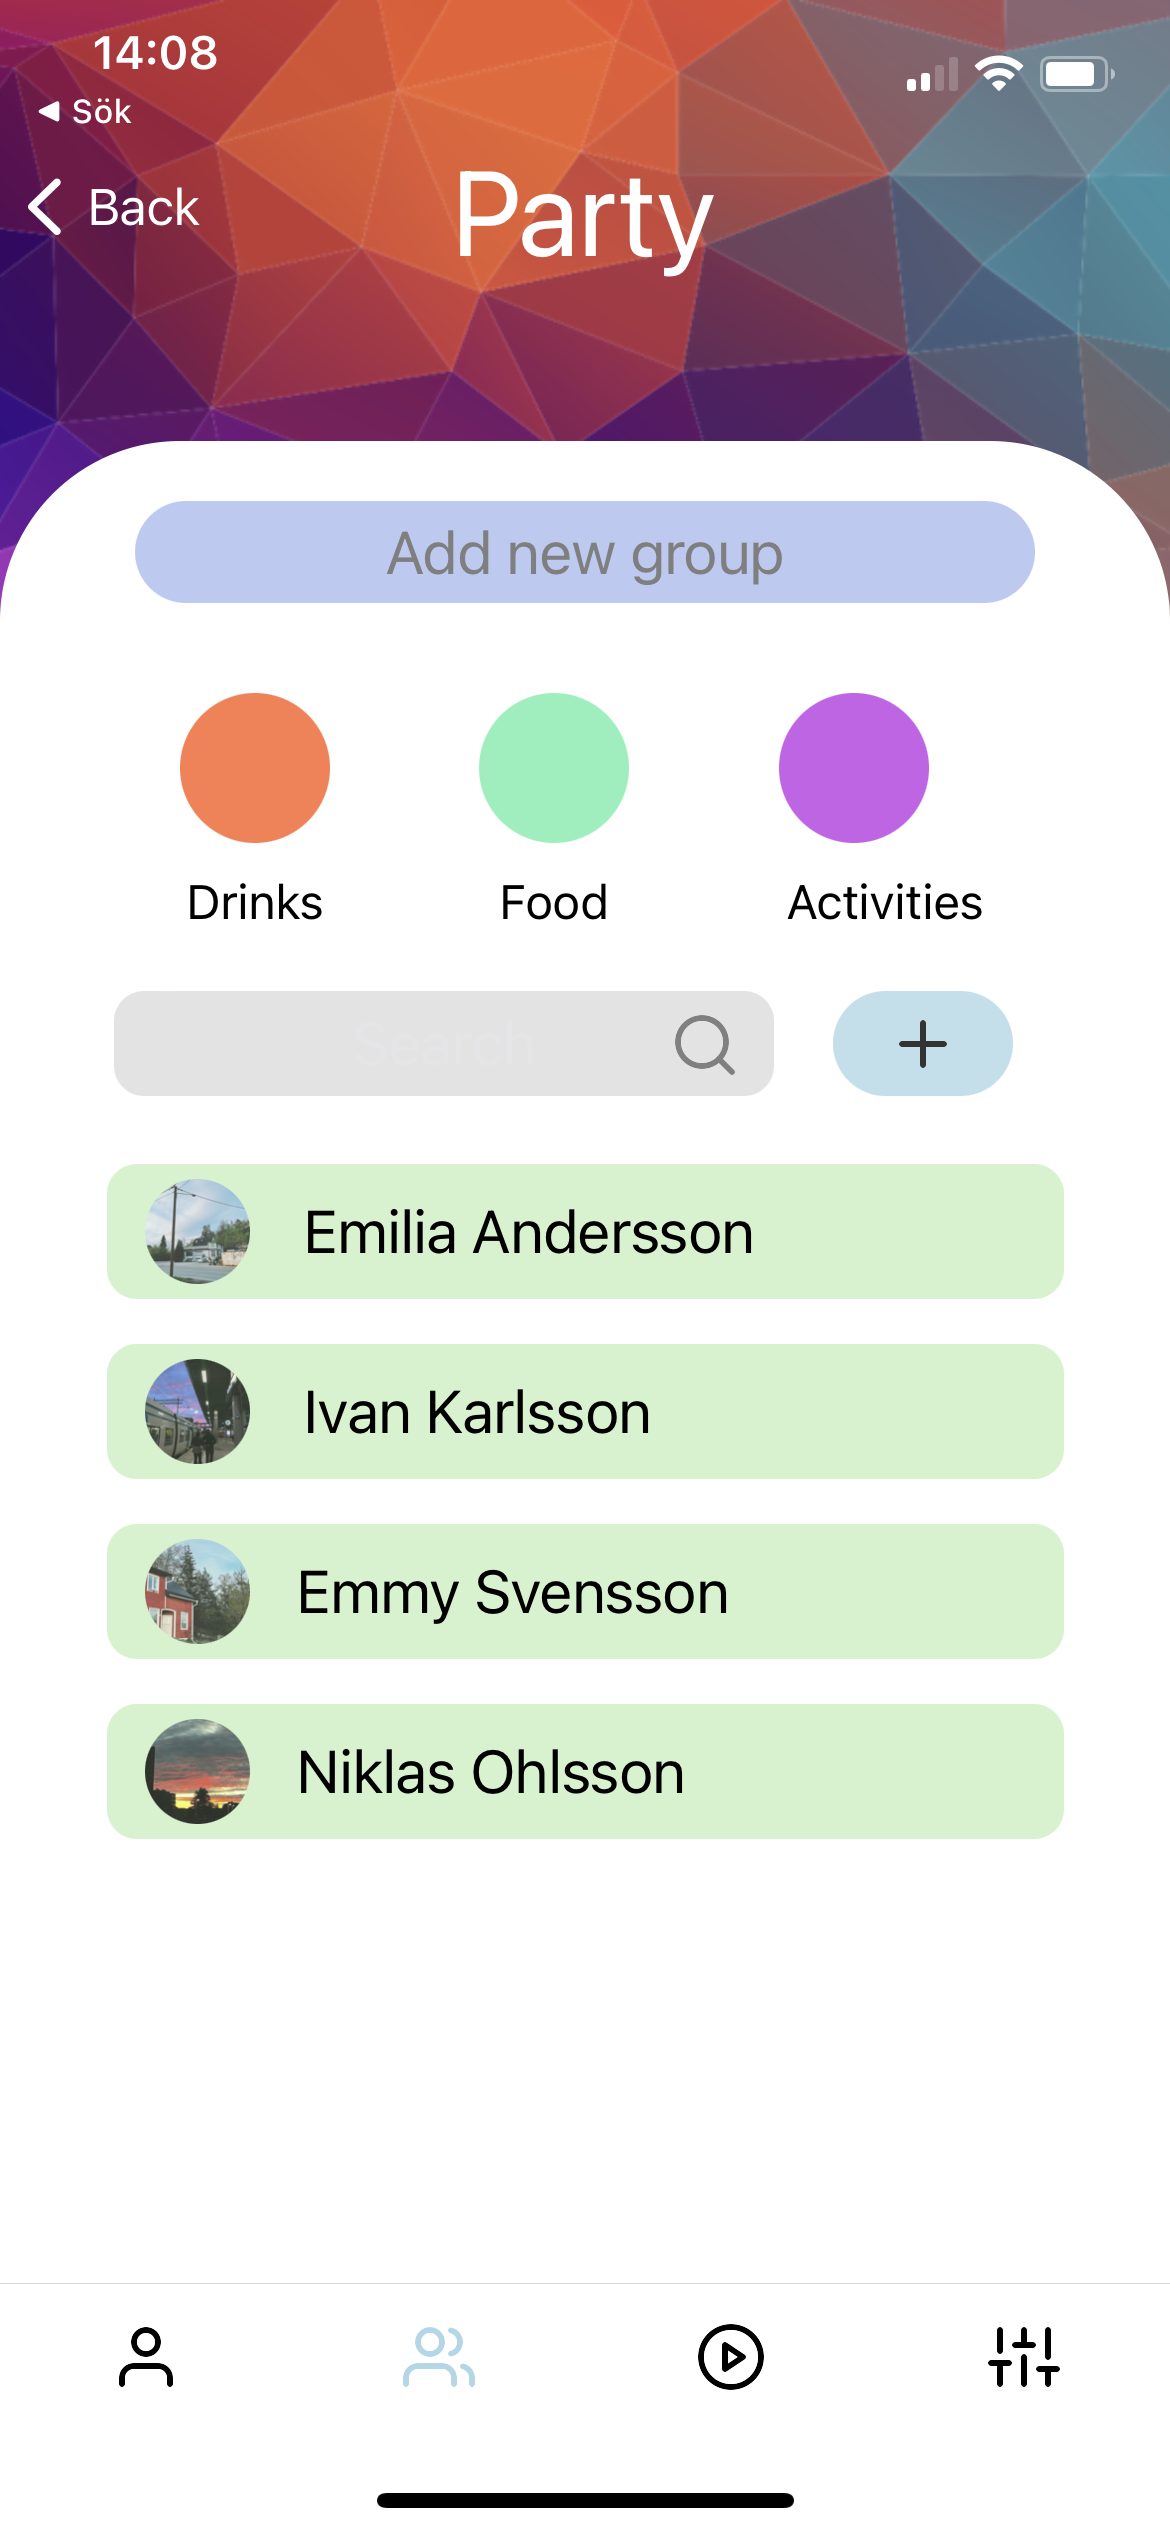 14:08
Sök
Back
Party
Add new group
Drinks
Food
Activities
Search
Emilia Andersson
Ivan Karlsson
Emmy Svensson
Niklas Ohlsson